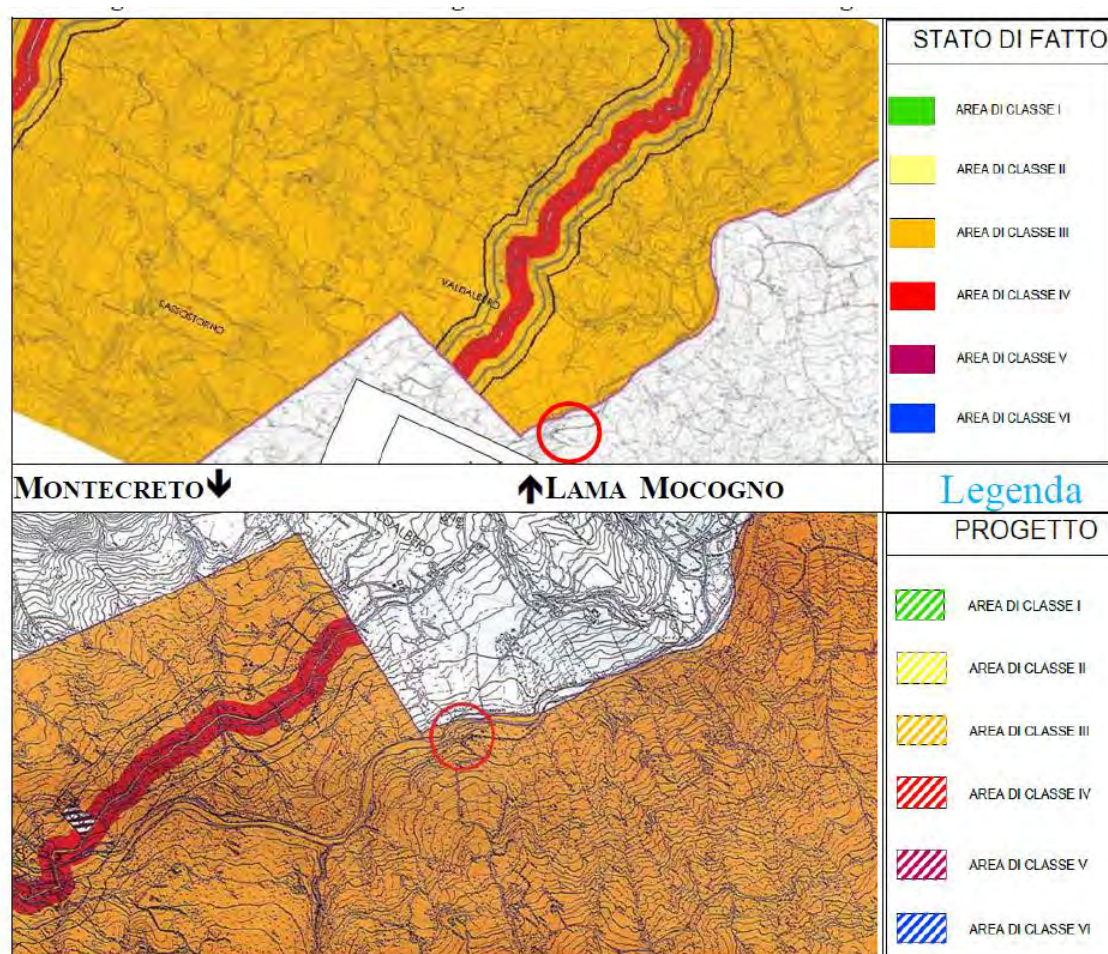 STATO DI FATTO
AREA DI CLASSE I
AREA DI CLASSE II
AREA DI CLASSE III
AREA DI CLASSE IV
AREA DI CLASSE V
AREA DI CLASSE VI
VALDALBERO
SASSOSTORNO
MONTECRETO↓ ↑LAMA MOCOGNO
Legenda
PROGETTO
AREA DI CLASSE I
AREA DI CLASSE II
AREA DI CLASSE III
AREA DI CLASSE IV
AREA DI CLASSE V
AREA DI CLASSE VI